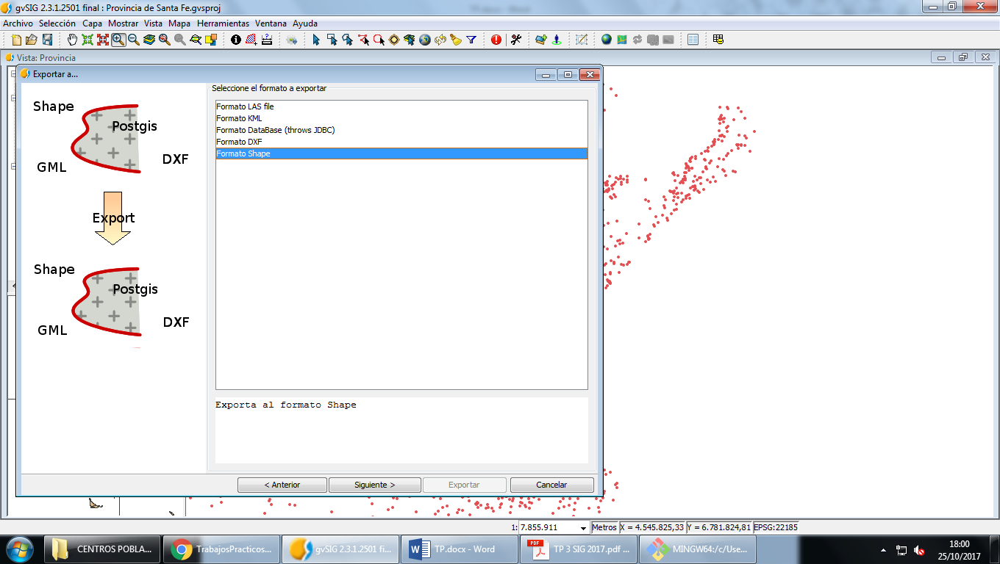 gvSIG 2.3.1.2501 final : Provincia de Santa Fe.gvsproj
Archivo Selección Capa Mostrar Vista Mapa Herramientas Ventana Ayuda
Vista: Provincia
Exportar a...
Shape
Postgis
GML
DXF
Export
Shape
Postgis
GML
DXF
Seleccione el formato a exportar
Formato LAS file
Formato KML
Formato DataBase (throws JDBC)
Formato DXF
Formato Shape
Exporta al formato Shape
< Anterior
Siguiente >
Exportar
Cancelar
1: 7.855.911 Metros X = 4.545.825,33 Y = 6.781.824,81 EPSG:22185
CENTROS POBLA...
TrabajosPracticos...
gvSIG 2.3.1.2501 fi...
TP.docx - Word
PDF
TP 3 SIG 2017.pdf ...
MINGW64:/c/Use...
18:00
25/10/2017